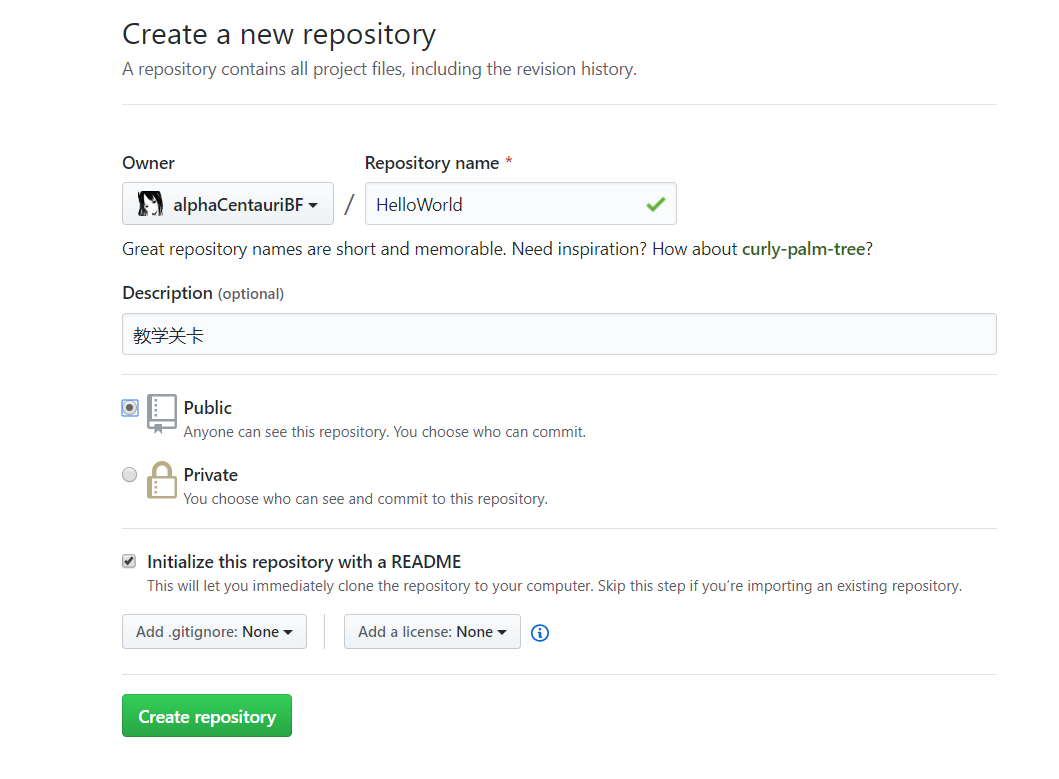 Create a new repository
A repository contains all project files, including the revision history.
Owner
Repository name *
alphaCentauriBF / HelloWorld
Great repository names are short and memorable. Need inspiration? How about curly-palm-tree?
Description (optional)
教学关卡
Public
Anyone can see this repository. You choose who can commit.
Private
You choose who can see and commit to this repository.
Initialize this repository with a README
This will let you immediately clone the repository to your computer. Skip this step if you're importing an existing repository.
Add .gitignore: None
Add a license: None
Create repository